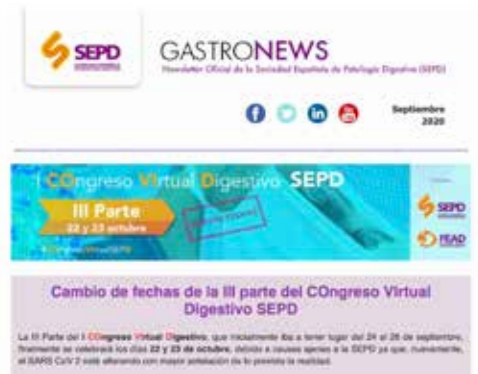 SEPD
GASTRONEWS
Newsletter Oficial de la Sociedad Española de Patología Digestiva (SEPD)
Septiembre
2020
I COngreso VIrtual Digestivo SEPD
III Parte
22 y 23 octubre
SEPD
FEAD
Cambio de fechas de la III parte del COngreso VIrtual
Digestivo SEPD
La III Parte del I COngreso VIrtual Digestivo, que inicialmente iba a tener lugar del 24 al 26 de septiembre,
finalmente se celebrará los días 22 y 23 de octubre, debido a causas ajenas a la SEPD ya que, nuevamente,
el SARS CoV 2 está alterando con mayor antelación de lo previsto la realidad.